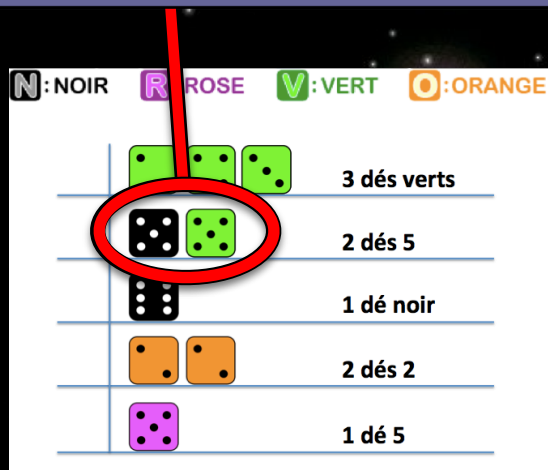 N : NOIR R ROSE V : VERT O : ORANGE
3 dés verts
2 dés 5
1 dé noir
2 dés 2
1 dé 5